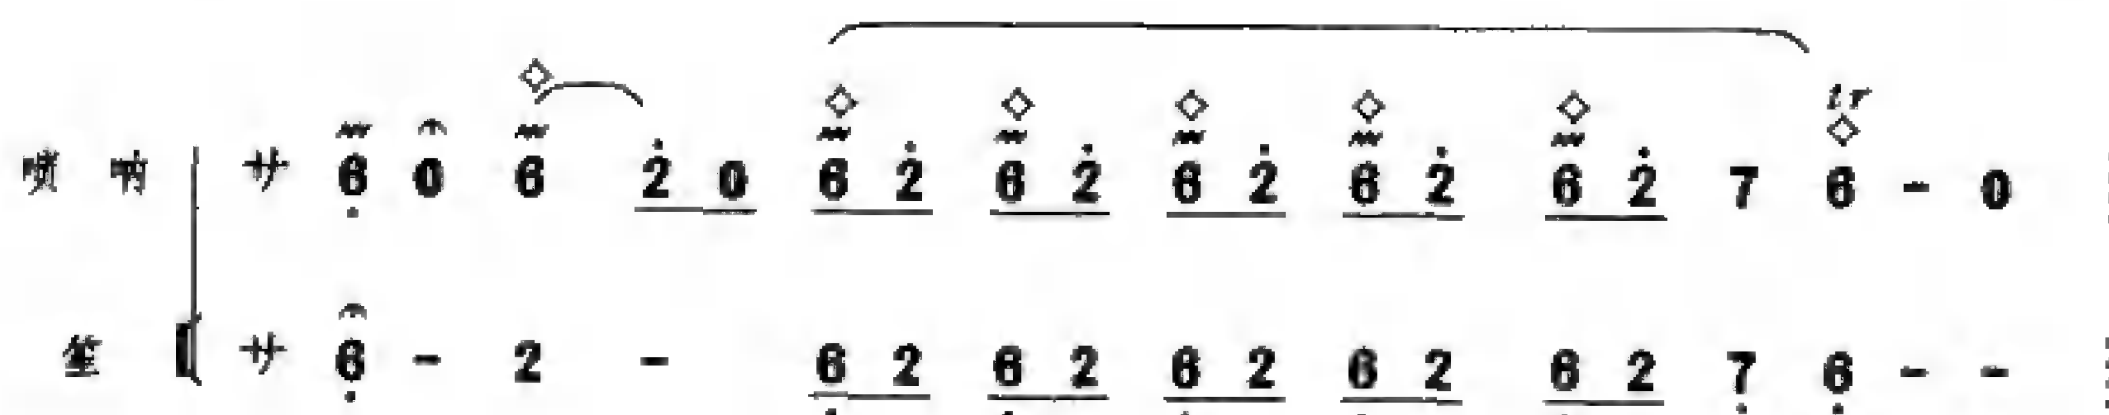 唢呐 サ 6̣ 0 6 2̇ 0 6 2̇ 6 2̇ 6 2̇ 6 2̇ 6 2̇ 7 tr 6 - 0
笙 サ 6̣ - 2 - 6̣ 2 6̣ 2 6̣ 2 6̣ 2 6̣ 2 7̣ 6̣ - -